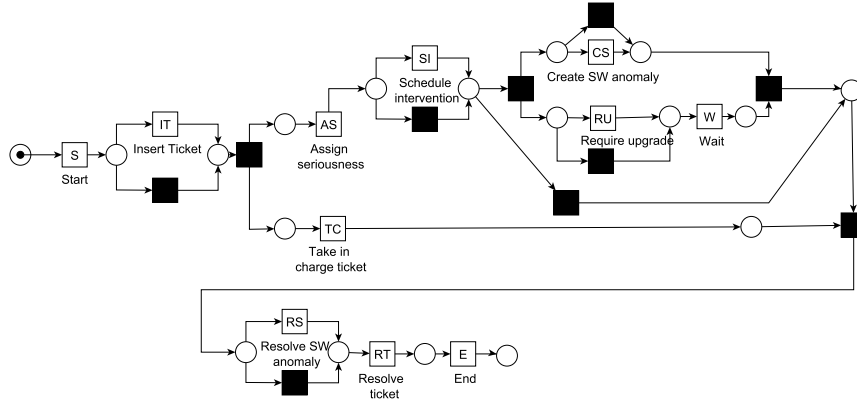 SI
CS
Schedule
intervention
Create SW anomaly
IT
AS
RU
W
S
Insert Ticket
Require upgrade
Wait
Start
Assign
seriousness
TC
Take in
charge ticket
RS
Resolve SW
anomaly
RT
E
Resolve
ticket
End